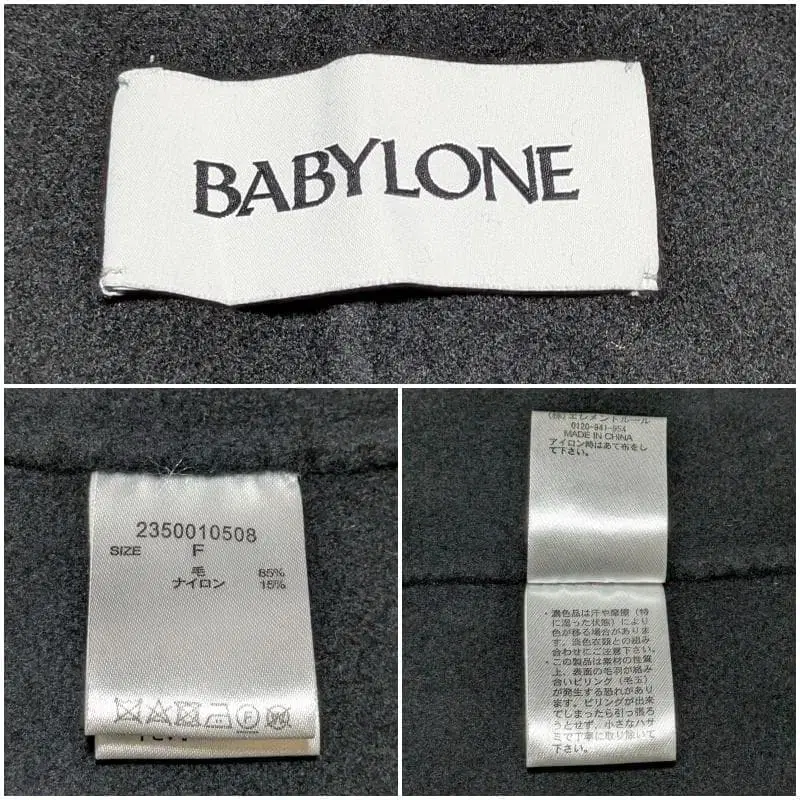 BABYLONE
2350010508
SIZE F
毛 85%
ナイロン 15%
(株)エレメントルール
0120-941-954
MADE IN CHINA
アイロン時はあて布をし
て下さい。
・濃色品は汗や摩擦(特
に湿った状態)により
色が移る場合がありま
す。淡色衣類との組み
合わせにご注意下さい。
・この製品は素材の性質
上、表面の毛羽が絡み
合いピリング(毛玉)
が発生する恐れがあり
ます。ピリングが出来
てしまったら引っ張ろ
うとせず、小さなハサ
ミで丁寧に取り除いて
下さい。